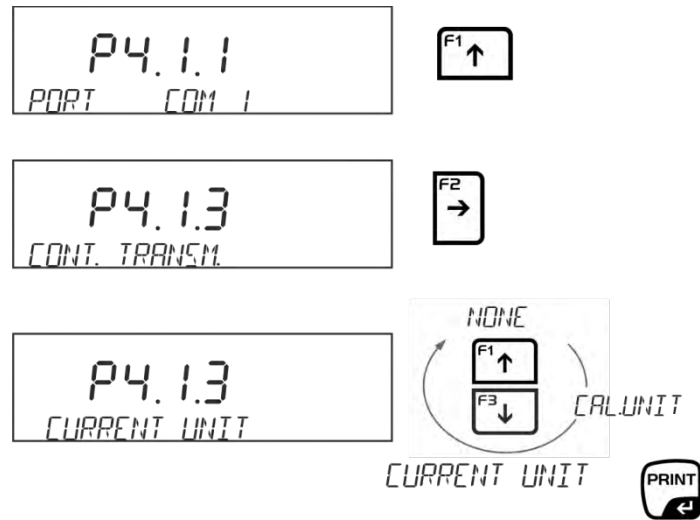 P4.1.1
PORT COM 1
F1
P4.1.3
CONT. TRANSM.
F2
P4.1.3
CURRENT UNIT
NONE
F1
F3
CAL.UNIT
CURRENT UNIT
PRINT